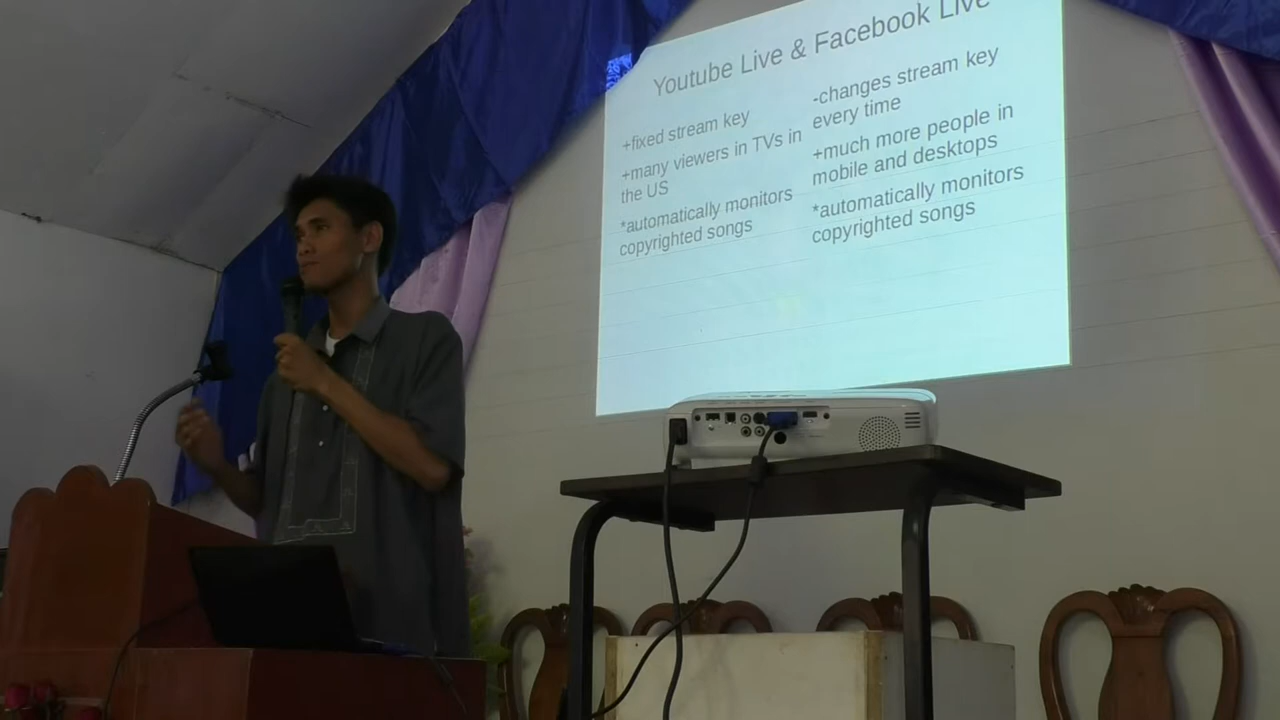 Youtube Live & Facebook Live
+fixed stream key
+many viewers in TVs in
the US
*automatically monitors
copyrighted songs
-changes stream key
every time
+much more people in
mobile and desktops
*automatically monitors
copyrighted songs